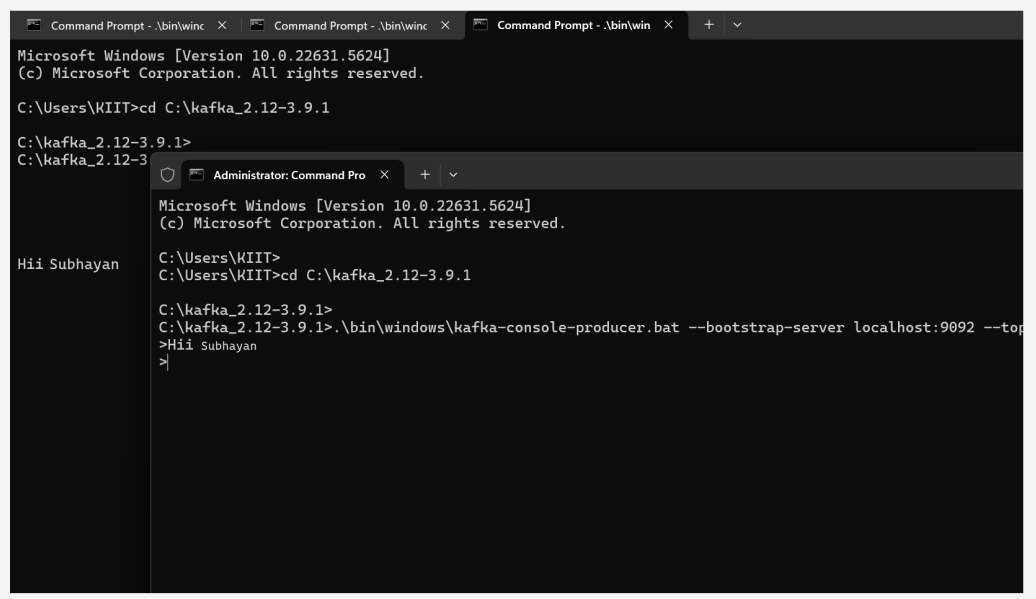 Command Prompt - .\bin\winc
Command Prompt - .\bin\winc
Command Prompt - .\bin\win
Microsoft Windows [Version 10.0.22631.5624]
(c) Microsoft Corporation. All rights reserved.
C:\Users\KIIT>cd C:\kafka_2.12-3.9.1
C:\kafka_2.12-3.9.1>
C:\kafka_2.12-3
Hii Subhayan
Administrator: Command Pro
Microsoft Windows [Version 10.0.22631.5624]
(c) Microsoft Corporation. All rights reserved.
C:\Users\KIIT>
C:\Users\KIIT>cd C:\kafka_2.12-3.9.1
C:\kafka_2.12-3.9.1>
C:\kafka_2.12-3.9.1>.\bin\windows\kafka-console-producer.bat --bootstrap-server localhost:9092 --top
>Hii Subhayan
>